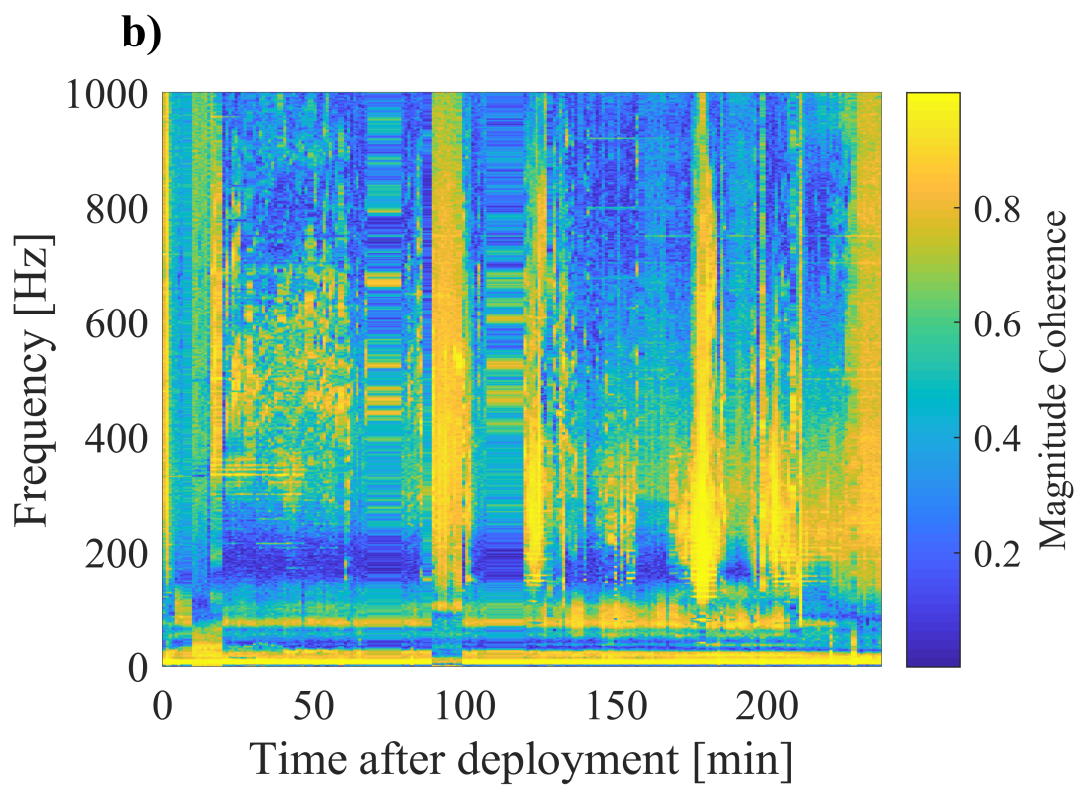 b)
1000
800
600
400
200
0
Frequency [Hz]
0 50 100 150 200
Time after deployment [min]
0.8
0.6
0.4
0.2
Magnitude Coherence